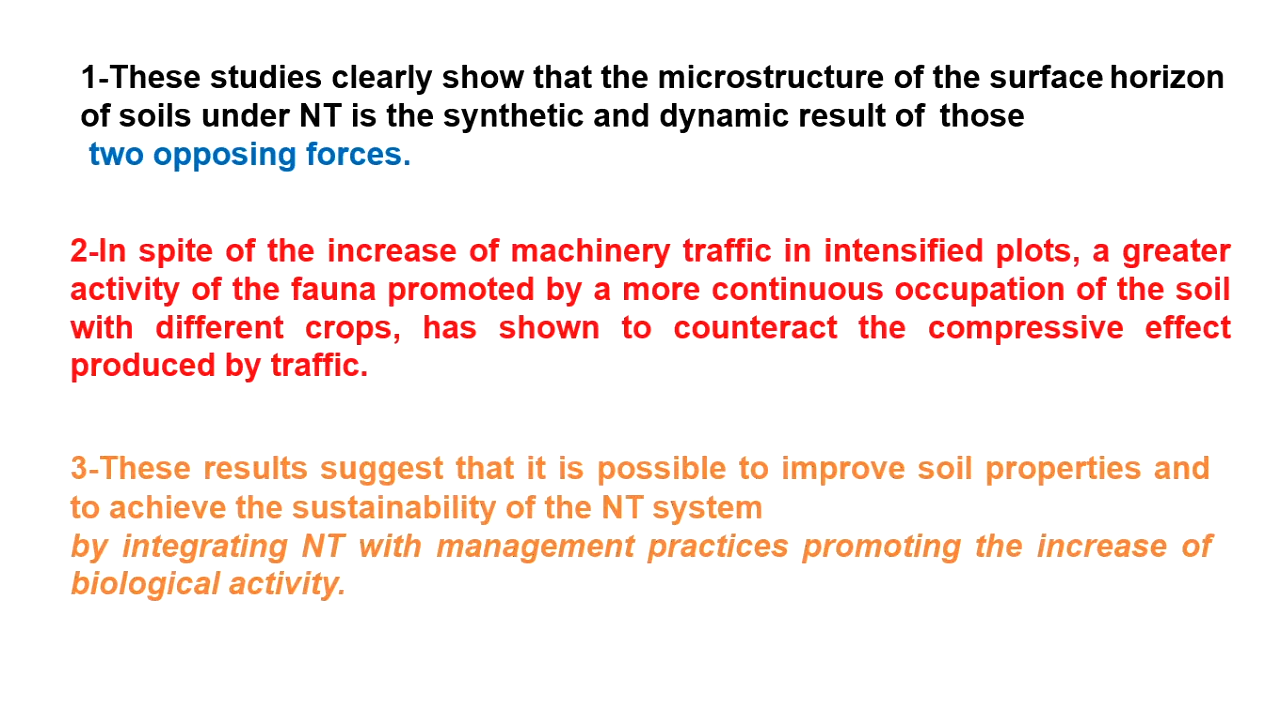 1-These studies clearly show that the microstructure of the surface horizon
of soils under NT is the synthetic and dynamic result of those
two opposing forces.
2-In spite of the increase of machinery traffic in intensified plots, a greater
activity of the fauna promoted by a more continuous occupation of the soil
with different crops, has shown to counteract the compressive effect
produced by traffic.
3-These results suggest that it is possible to improve soil properties and
to achieve the sustainability of the NT system
by integrating NT with management practices promoting the increase of
biological activity.